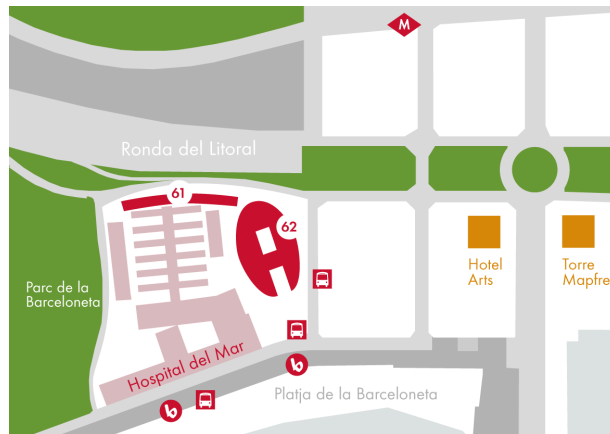 M
Ronda del Litoral
61
62
Parc de la
Barceloneta
Hotel
Arts
Torre
Mapfre
Hospital del Mar
b
b
Platja de la Barceloneta